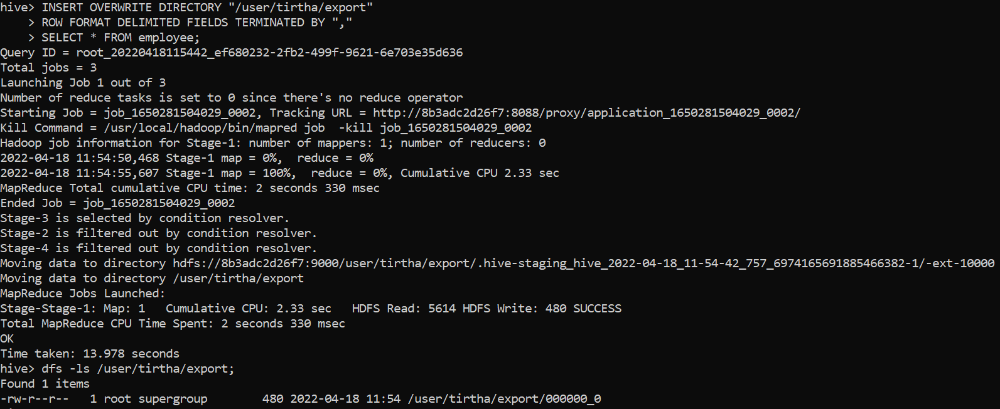 hive> INSERT OVERWRITE DIRECTORY "/user/tirtha/export"
    > ROW FORMAT DELIMITED FIELDS TERMINATED BY ","
    > SELECT * FROM employee;
Query ID = root_20220418115442_ef680232-2fb2-499f-9621-6e703e35d636
Total jobs = 3
Launching Job 1 out of 3
Number of reduce tasks is set to 0 since there's no reduce operator
Starting Job = job_1650281504029_0002, Tracking URL = http://8b3adc2d26f7:8088/proxy/application_1650281504029_0002/
Kill Command = /usr/local/hadoop/bin/mapred job  -kill job_1650281504029_0002
Hadoop job information for Stage-1: number of mappers: 1; number of reducers: 0
2022-04-18 11:54:50,468 Stage-1 map = 0%,  reduce = 0%
2022-04-18 11:54:55,607 Stage-1 map = 100%,  reduce = 0%, Cumulative CPU 2.33 sec
MapReduce Total cumulative CPU time: 2 seconds 330 msec
Ended Job = job_1650281504029_0002
Stage-3 is selected by condition resolver.
Stage-2 is filtered out by condition resolver.
Stage-4 is filtered out by condition resolver.
Moving data to directory hdfs://8b3adc2d26f7:9000/user/tirtha/export/.hive-staging_hive_2022-04-18_11-54-42_757_6974165691885466382-1/-ext-10000
Moving data to directory /user/tirtha/export
MapReduce Jobs Launched:
Stage-Stage-1: Map: 1   Cumulative CPU: 2.33 sec   HDFS Read: 5614 HDFS Write: 480 SUCCESS
Total MapReduce CPU Time Spent: 2 seconds 330 msec
OK
Time taken: 13.978 seconds
hive> dfs -ls /user/tirtha/export;
Found 1 items
-rw-r--r--   1 root supergroup        480 2022-04-18 11:54 /user/tirtha/export/000000_0